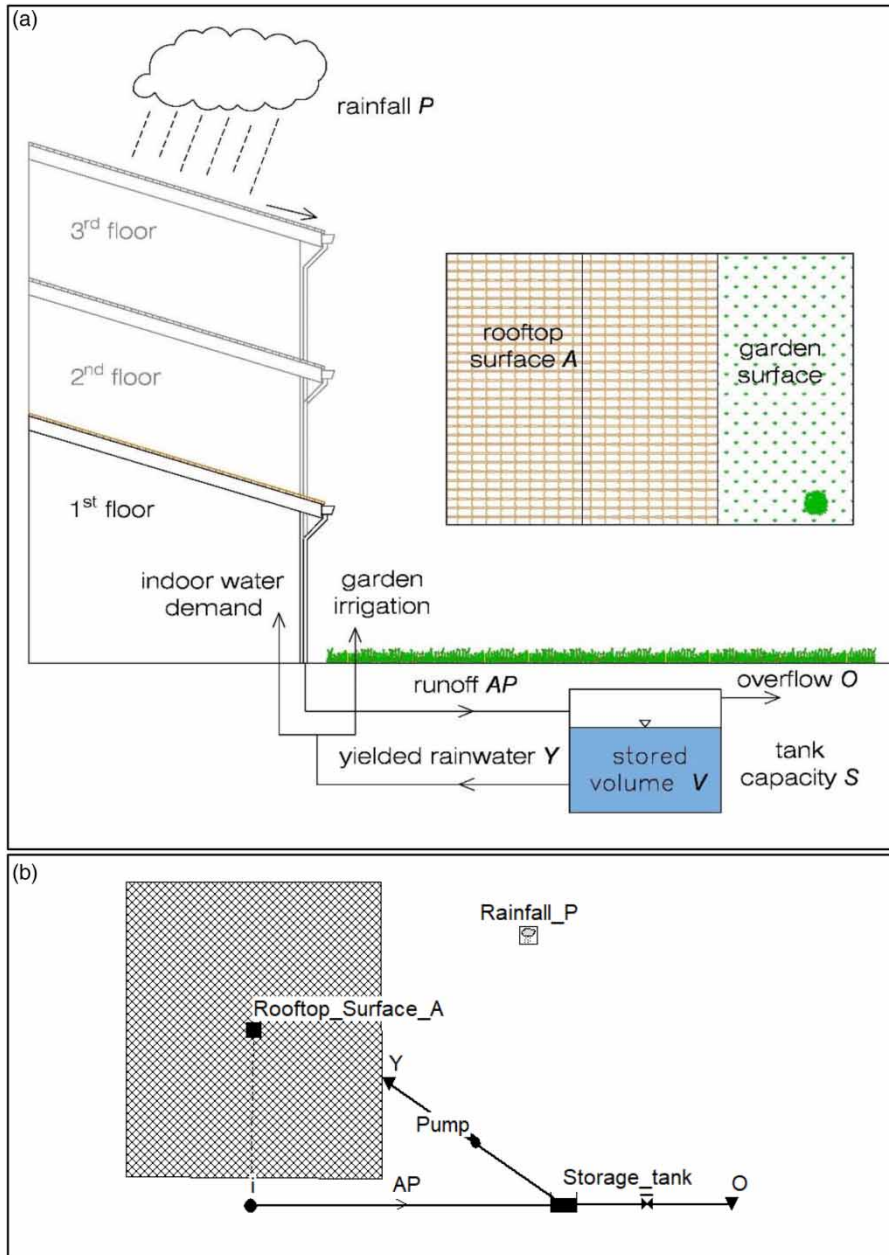 (a)
rainfall P
3rd floor
2nd floor
1st floor
rooftop
surface A
garden
surface
indoor water
demand
garden
irrigation
runoff AP
overflow O
yielded rainwater Y
stored
volume V
tank
capacity S
(b)
Rainfall_P
Rooftop_Surface_A
Y
Pump
Storage_tank
i
AP
O